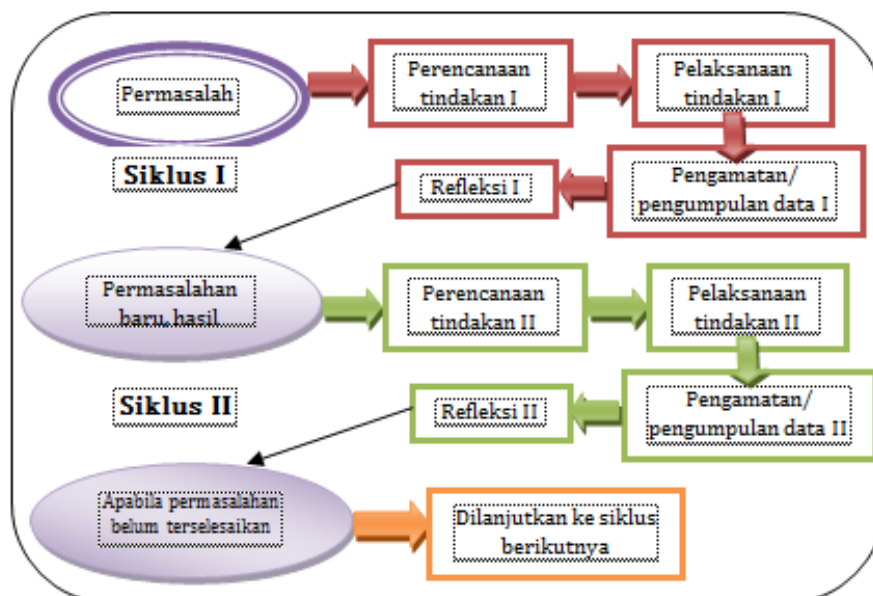 Permasalah
Perencanaan
tindakan I
Pelaksanaan
tindakan I
Siklus I
Refleksi I
Pengamatan/
pengumpulan data I
Permasalahan
baru, hasil
Perencanaan
tindakan II
Pelaksanaan
tindakan II
Siklus II
Refleksi II
Pengamatan/
pengumpulan data II
Apabila permasalahan
belum terselesaikan
Dilanjutkan ke siklus
berikutnya